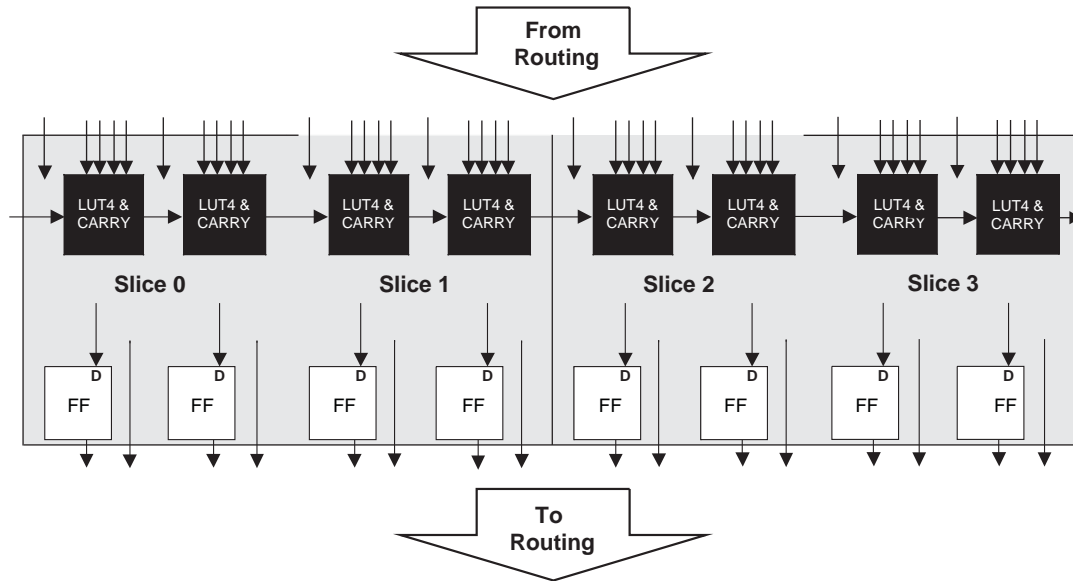 From
Routing
LUT4 &
CARRY
LUT4 &
CARRY
LUT4 &
CARRY
LUT4 &
CARRY
LUT4 &
CARRY
LUT4 &
CARRY
LUT4 &
CARRY
LUT4 &
CARRY
Slice 0
Slice 1
Slice 2
Slice 3
D
FF
D
FF
D
FF
D
FF
D
FF
D
FF
D
FF
D
FF
To
Routing